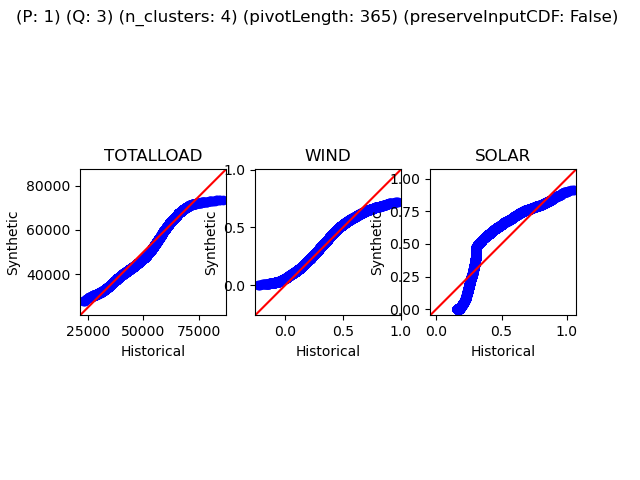 (P: 1) (Q: 3) (n_clusters: 4) (pivotLength: 365) (preserveInputCDF: False)
TOTALLOAD
80000
60000
40000
Synthetic
25000 50000 75000
Historical
WIND
1.0
0.5
0.0
Synthetic
0.0 0.5 1.0
Historical
SOLAR
1.00
0.75
0.50
0.25
0.00
Synthetic
0.0 0.5 1.0
Historical